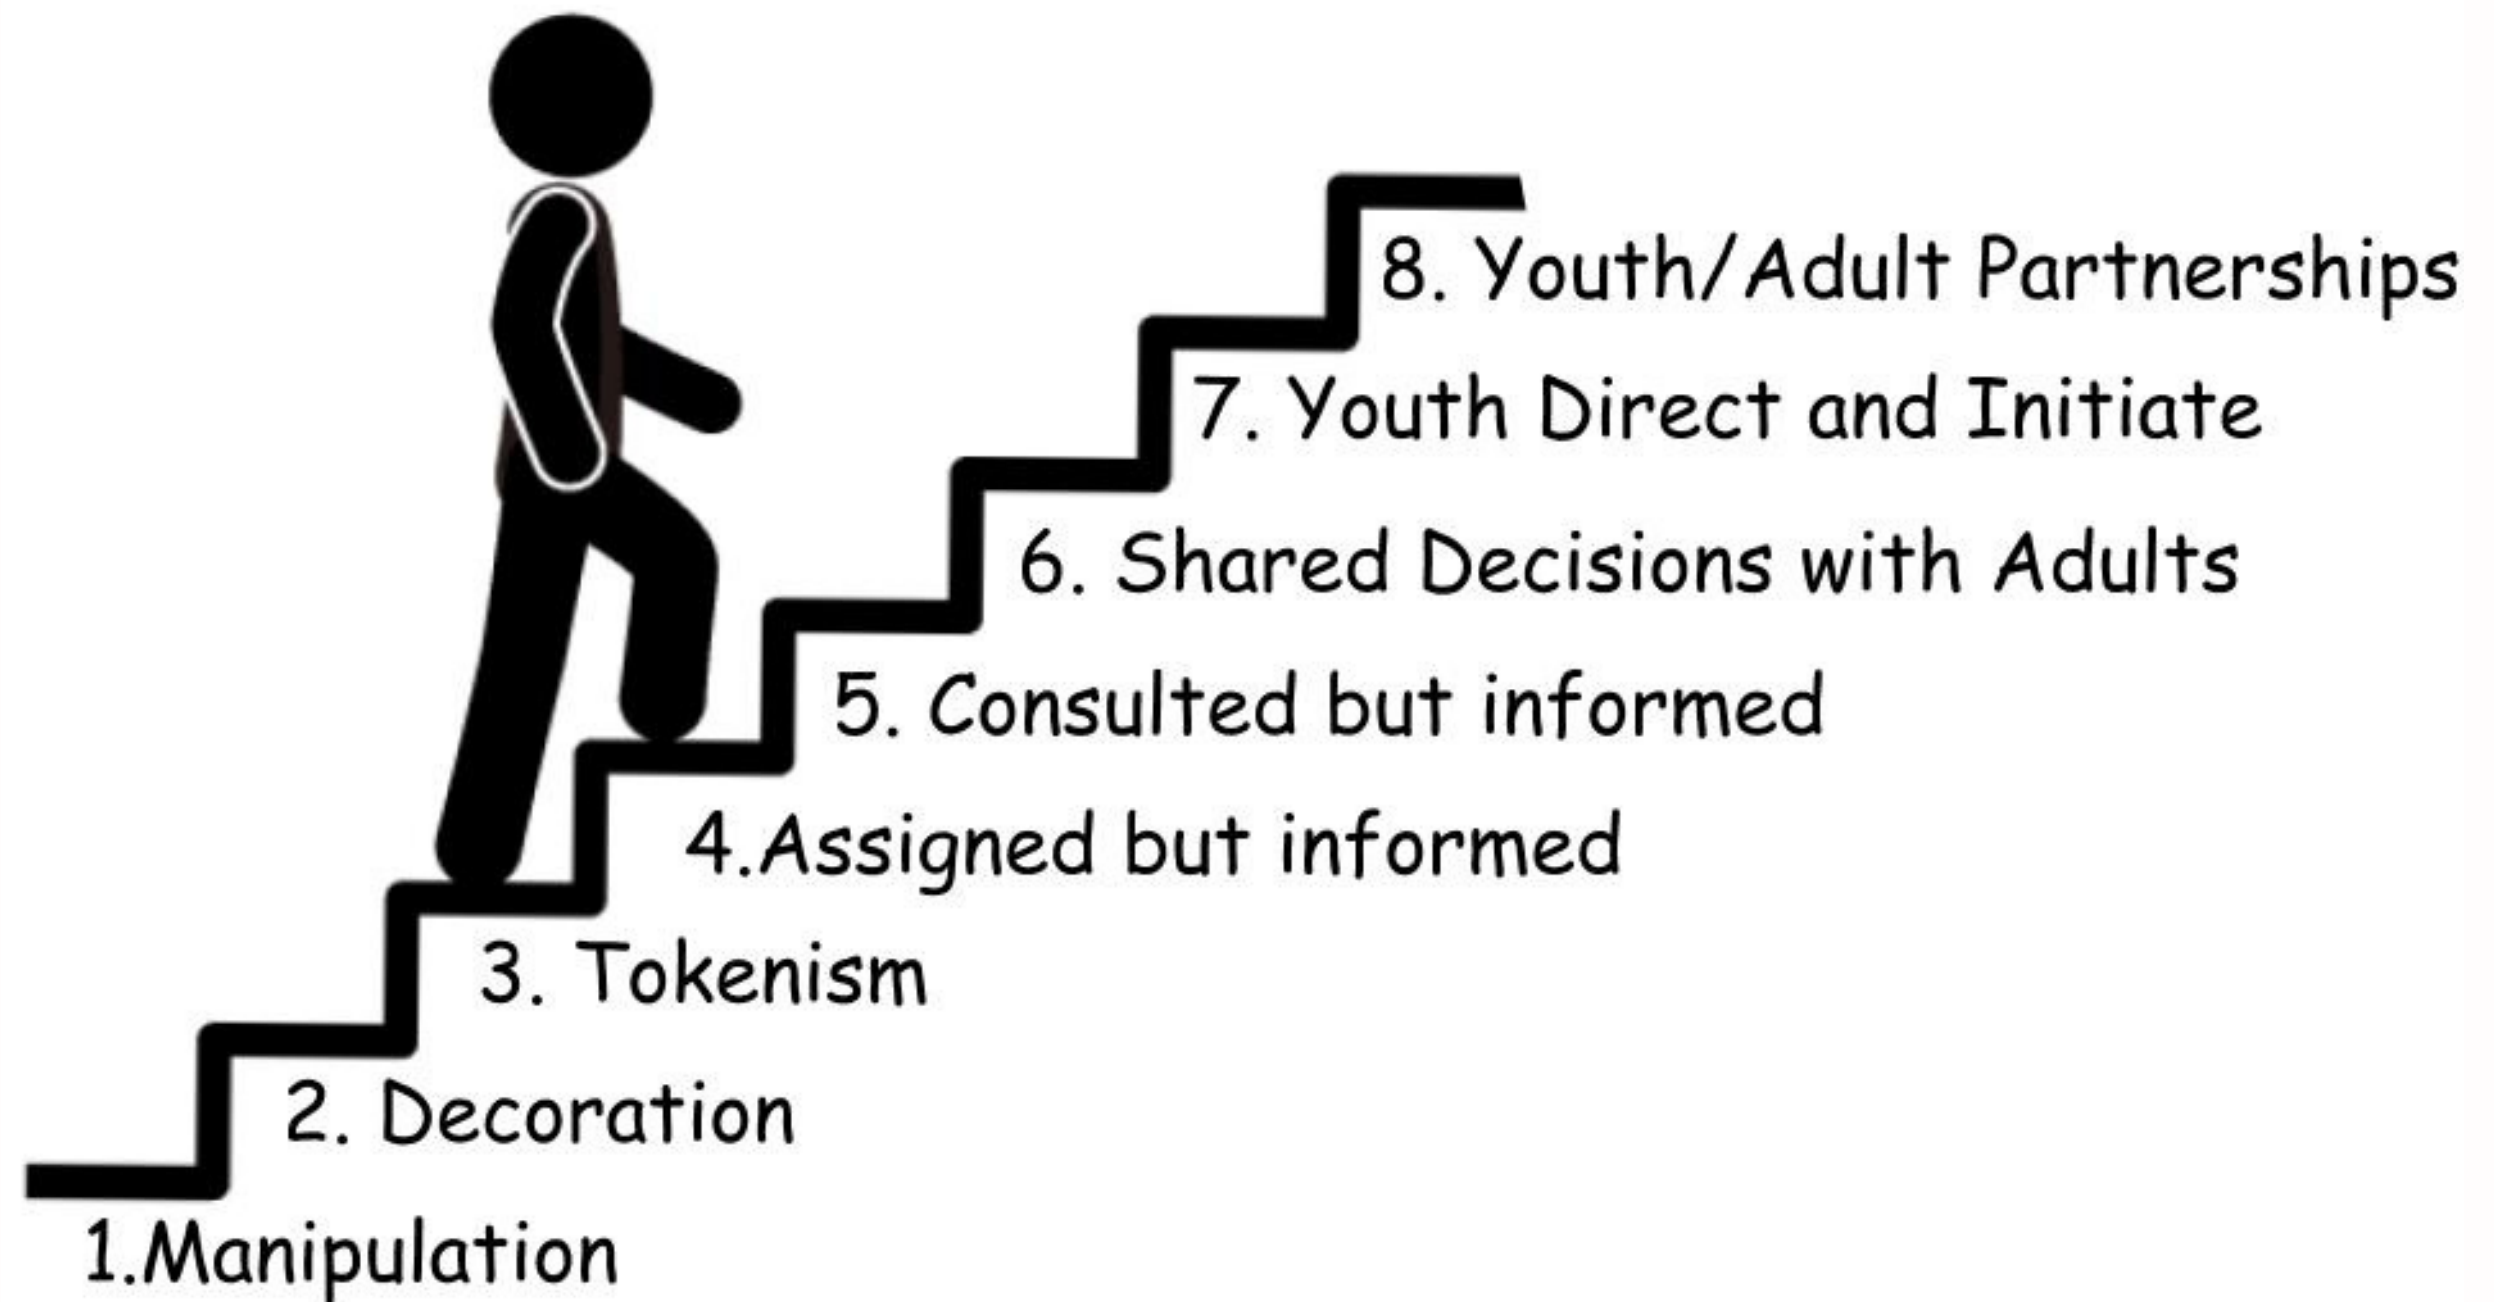 8. Youth/Adult Partnerships
7. Youth Direct and Initiate
6. Shared Decisions with Adults
5. Consulted but informed
4.Assigned but informed
3. Tokenism
2. Decoration
1.Manipulation